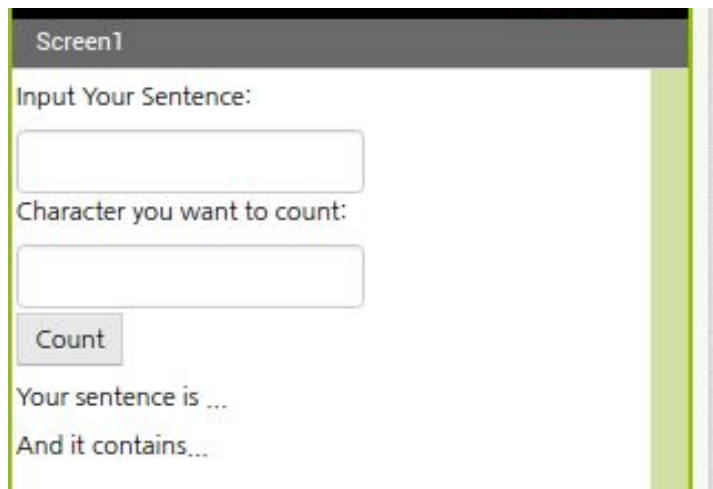 Screen1
Input Your Sentence:
Character you want to count:
Count
Your sentence is ...
And it contains...